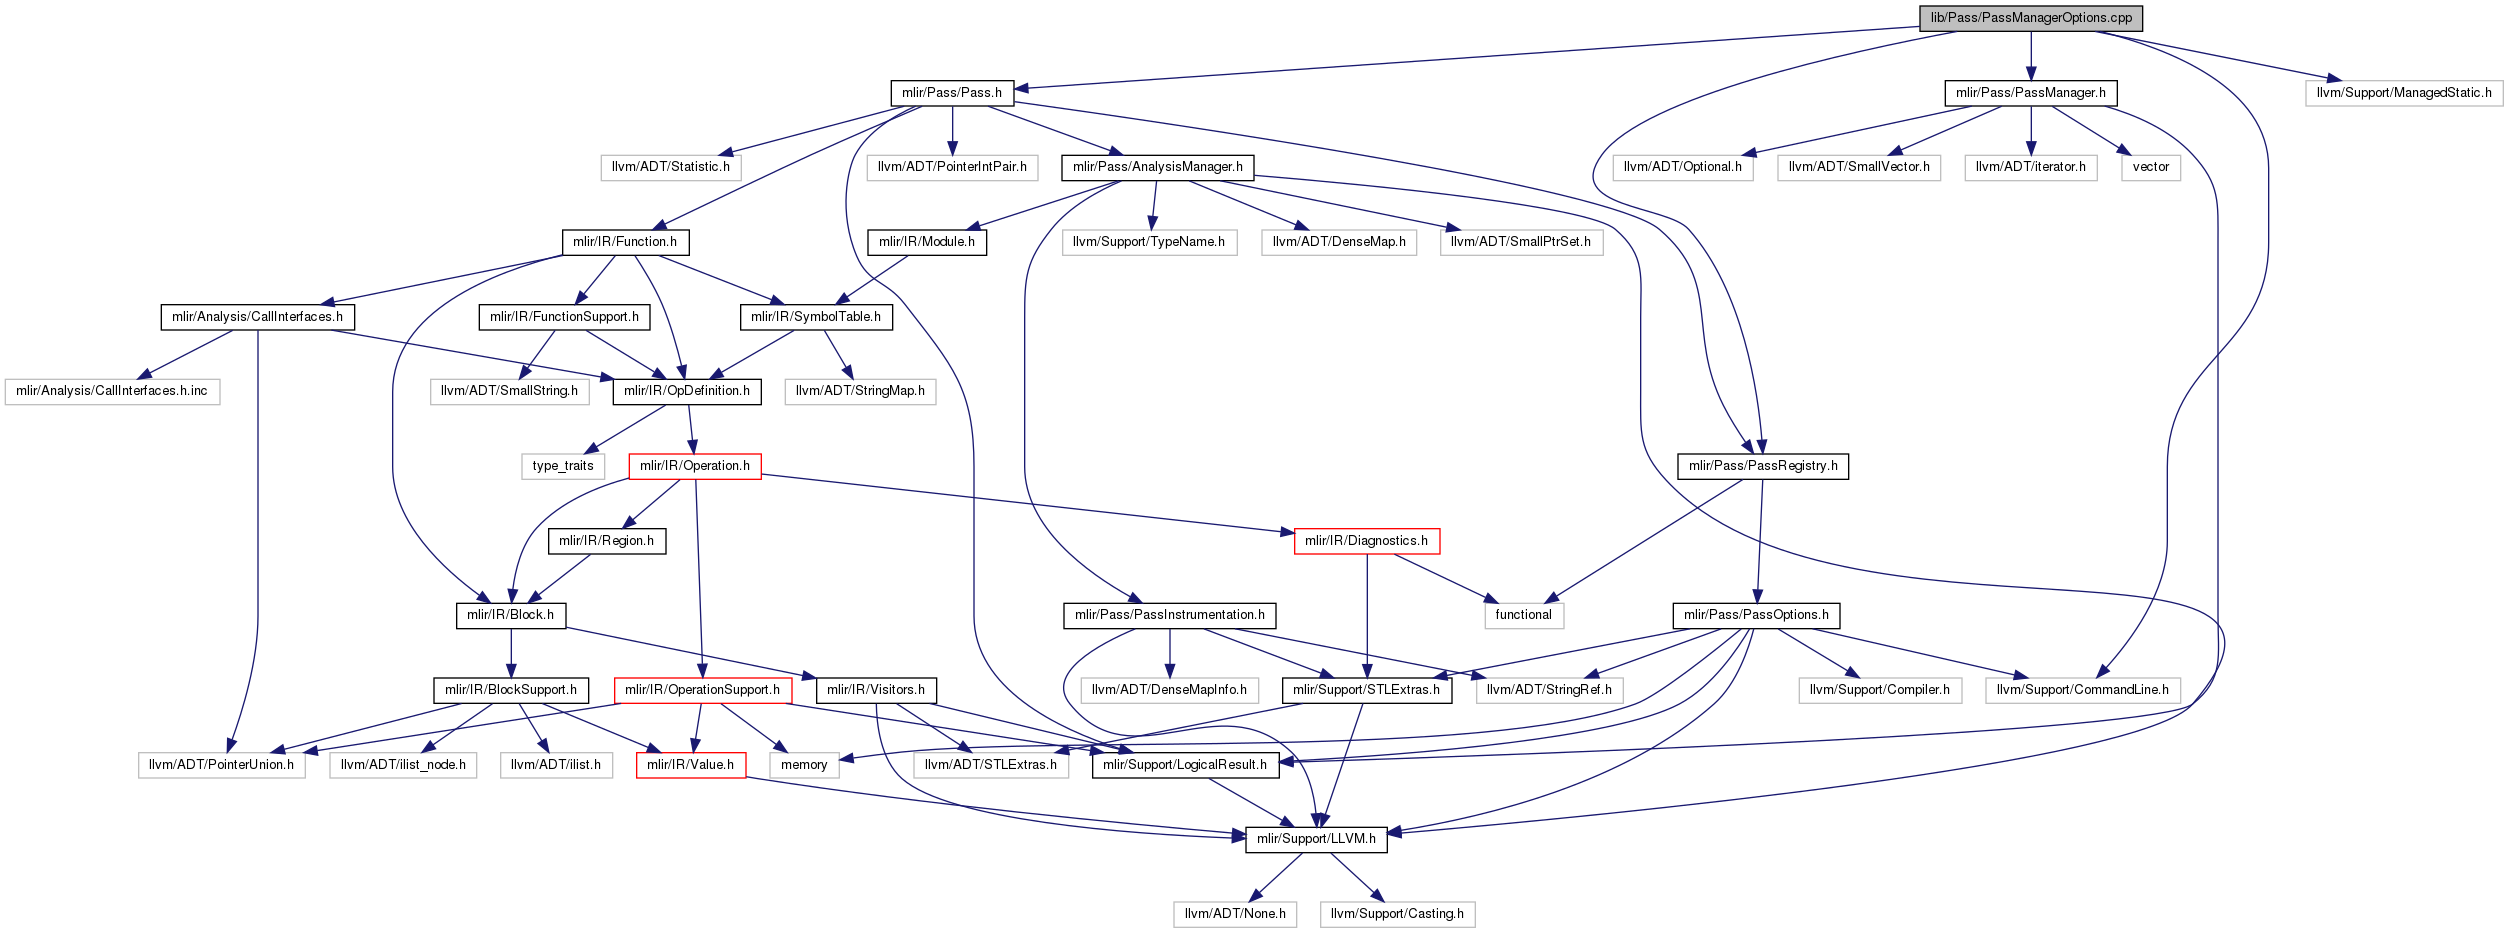 lib/Pass/PassManagerOptions.cpp
mlir/Pass/Pass.h
mlir/Pass/PassManager.h
llvm/Support/ManagedStatic.h
llvm/ADT/Statistic.h
llvm/ADT/PointerIntPair.h
mlir/Pass/AnalysisManager.h
llvm/ADT/Optional.h
llvm/ADT/SmallVector.h
llvm/ADT/iterator.h
vector
mlir/IR/Function.h
mlir/IR/Module.h
llvm/Support/TypeName.h
llvm/ADT/DenseMap.h
llvm/ADT/SmallPtrSet.h
mlir/Analysis/CallInterfaces.h
mlir/IR/FunctionSupport.h
mlir/IR/SymbolTable.h
mlir/Analysis/CallInterfaces.h.inc
llvm/ADT/SmallString.h
mlir/IR/OpDefinition.h
llvm/ADT/StringMap.h
type_traits
mlir/IR/Operation.h
mlir/Pass/PassRegistry.h
mlir/IR/Region.h
mlir/IR/Diagnostics.h
mlir/IR/Block.h
mlir/Pass/PassInstrumentation.h
functional
mlir/Pass/PassOptions.h
mlir/IR/BlockSupport.h
mlir/IR/OperationSupport.h
mlir/IR/Visitors.h
llvm/ADT/DenseMapInfo.h
mlir/Support/STLExtras.h
llvm/ADT/StringRef.h
llvm/Support/Compiler.h
llvm/Support/CommandLine.h
llvm/ADT/PointerUnion.h
llvm/ADT/ilist_node.h
llvm/ADT/ilist.h
mlir/IR/Value.h
memory
llvm/ADT/STLExtras.h
mlir/Support/LogicalResult.h
mlir/Support/LLVM.h
llvm/ADT/None.h
llvm/Support/Casting.h